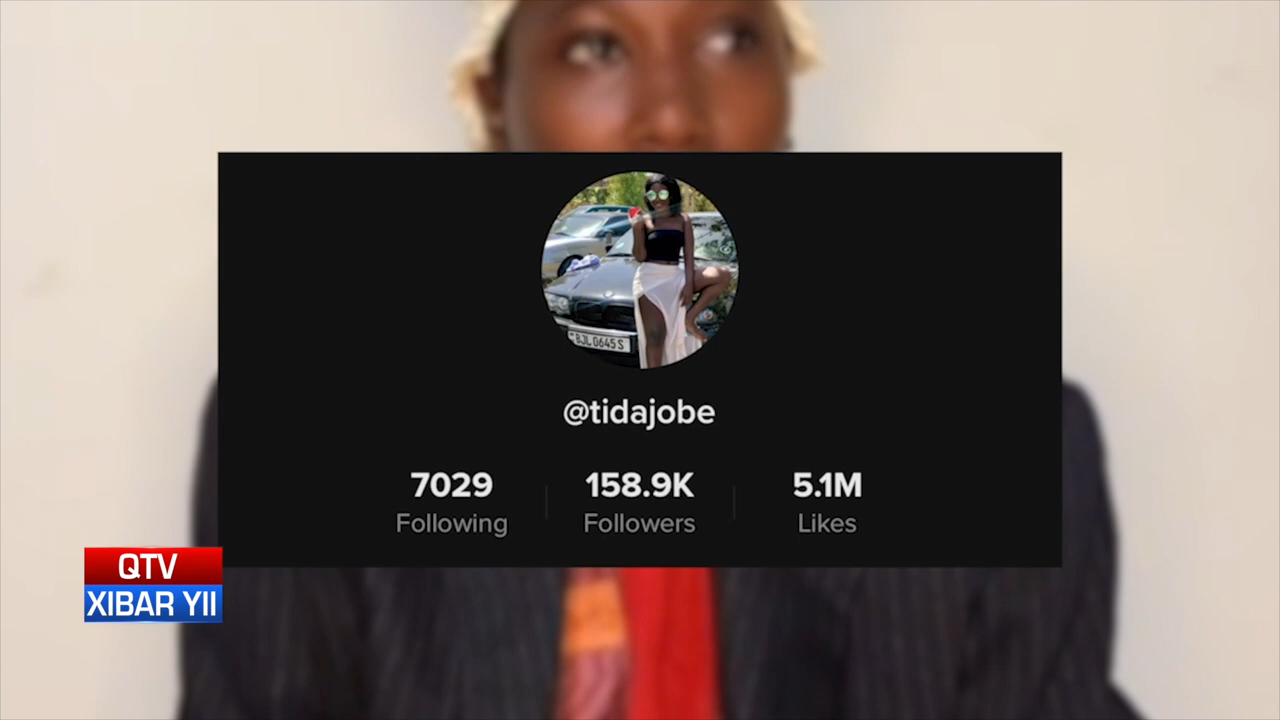 BJL 0645 S
@tidajobe
7029
158.9K
5.1M
Following
Followers
Likes
QTV
XIBAR YII